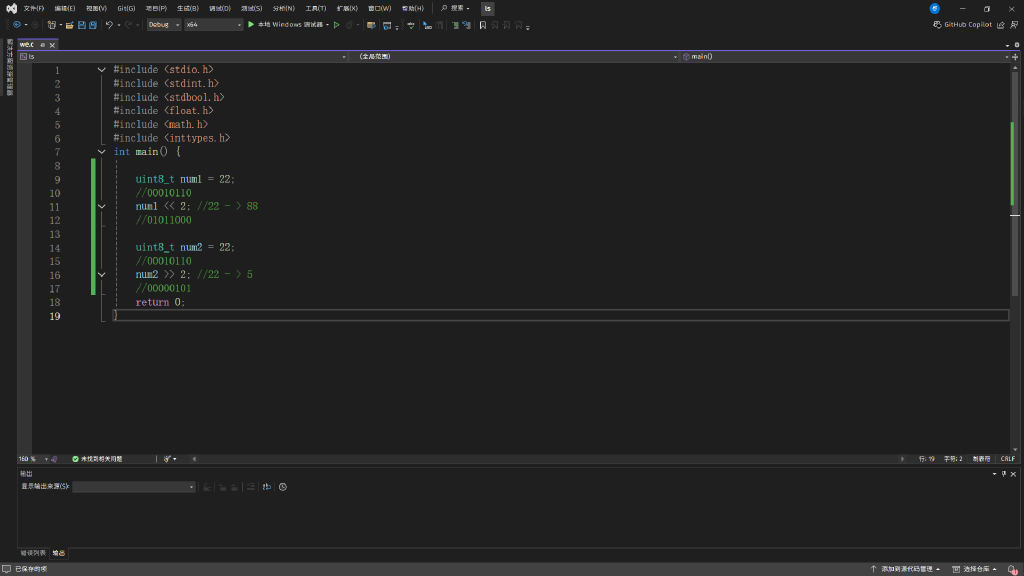 文件(F) 编辑(E) 视图(V) Git(G) 项目(P) 生成(B) 调试(D) 测试(S) 分析(N) 工具(T) 扩展(X) 窗口(W) 帮助(H) 搜索 ls
Debug x64 本地 Windows 调试器 GitHub Copilot
we.c
ls (全局范围) main()
1 #include <stdio.h>
2 #include <stdint.h>
3 #include <stdbool.h>
4 #include <float.h>
5 #include <math.h>
6 #include <inttypes.h>
7 int main() {
8
9 uint8_t num1 = 22;
10 //00010110
11 num1 << 2; //22 - > 88
12 //01011000
13
14 uint8_t num2 = 22;
15 //00010110
16 num2 >> 2; //22 - > 5
17 //00000101
18 return 0;
19 }
160 % 未找到相关问题 行: 19 字符: 2 制表符 CRLF
输出
显示输出来源(S):
错误列表 输出
已保存的项 添加到源代码管理 选择仓库